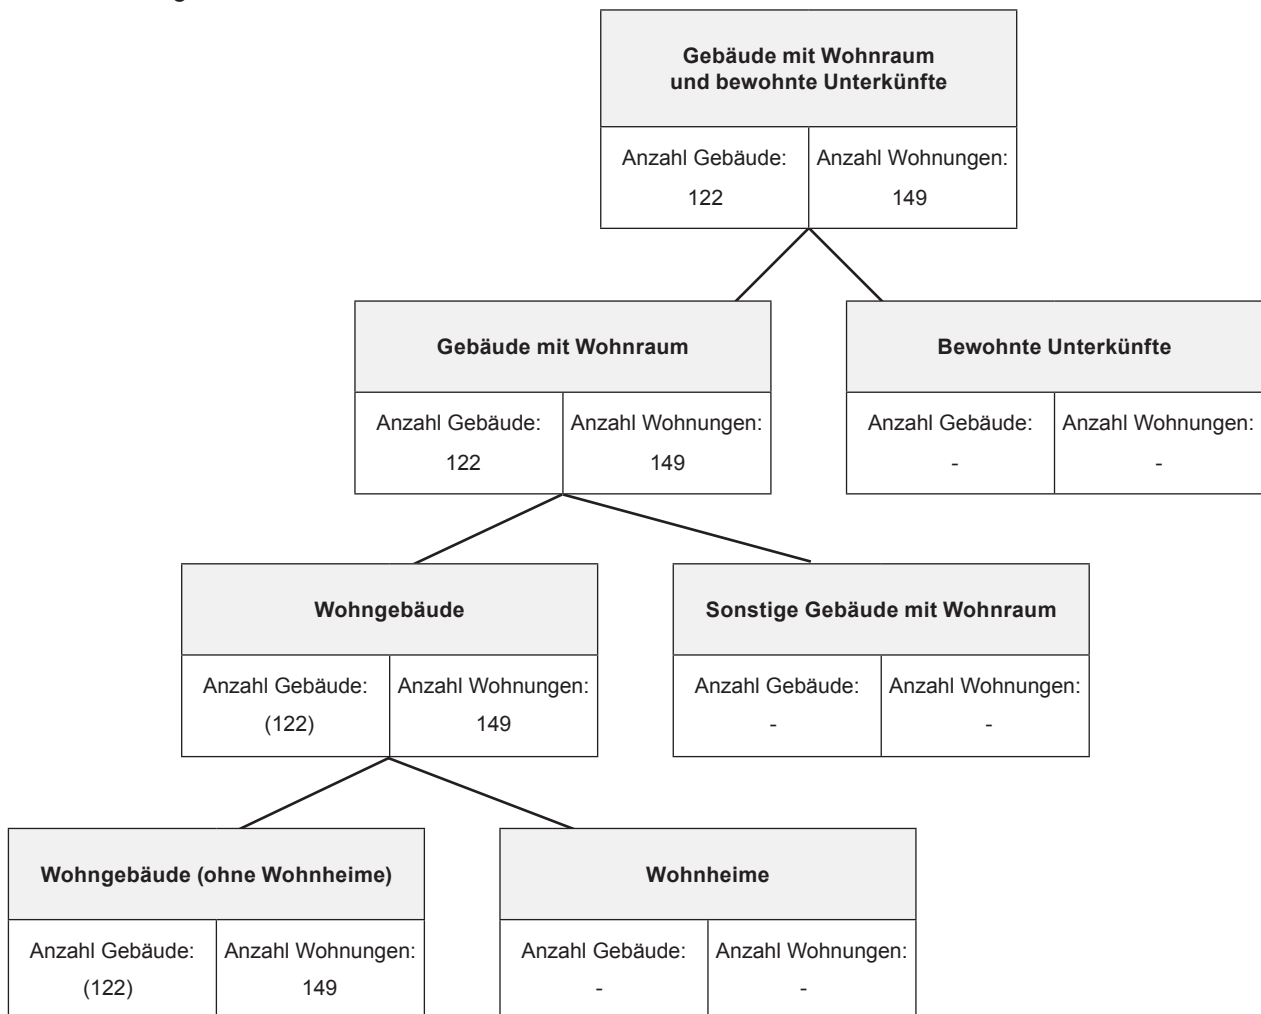 Gebäude mit Wohnraum
und bewohnte Unterkünfte
Anzahl Gebäude:
122
Anzahl Wohnungen:
149
Gebäude mit Wohnraum
Anzahl Gebäude:
122
Anzahl Wohnungen:
149
Bewohnte Unterkünfte
Anzahl Gebäude:
-
Anzahl Wohnungen:
-
Wohngebäude
Anzahl Gebäude:
(122)
Anzahl Wohnungen:
149
Sonstige Gebäude mit Wohnraum
Anzahl Gebäude:
-
Anzahl Wohnungen:
-
Wohngebäude (ohne Wohnheime)
Anzahl Gebäude:
(122)
Anzahl Wohnungen:
149
Wohnheime
Anzahl Gebäude:
-
Anzahl Wohnungen:
-